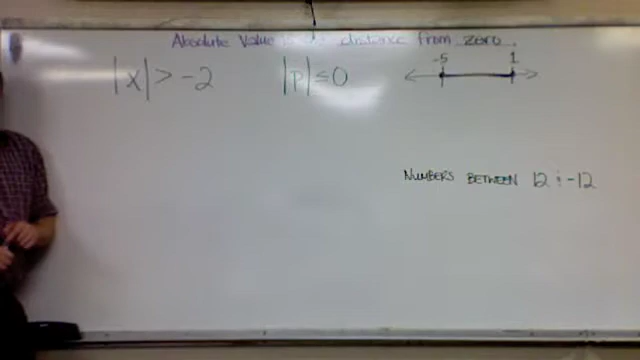 Absolute Value distance from zero.
|x| > -2
|P| ≤ 0
-5 1
NUMBERS BETWEEN 12 & -12